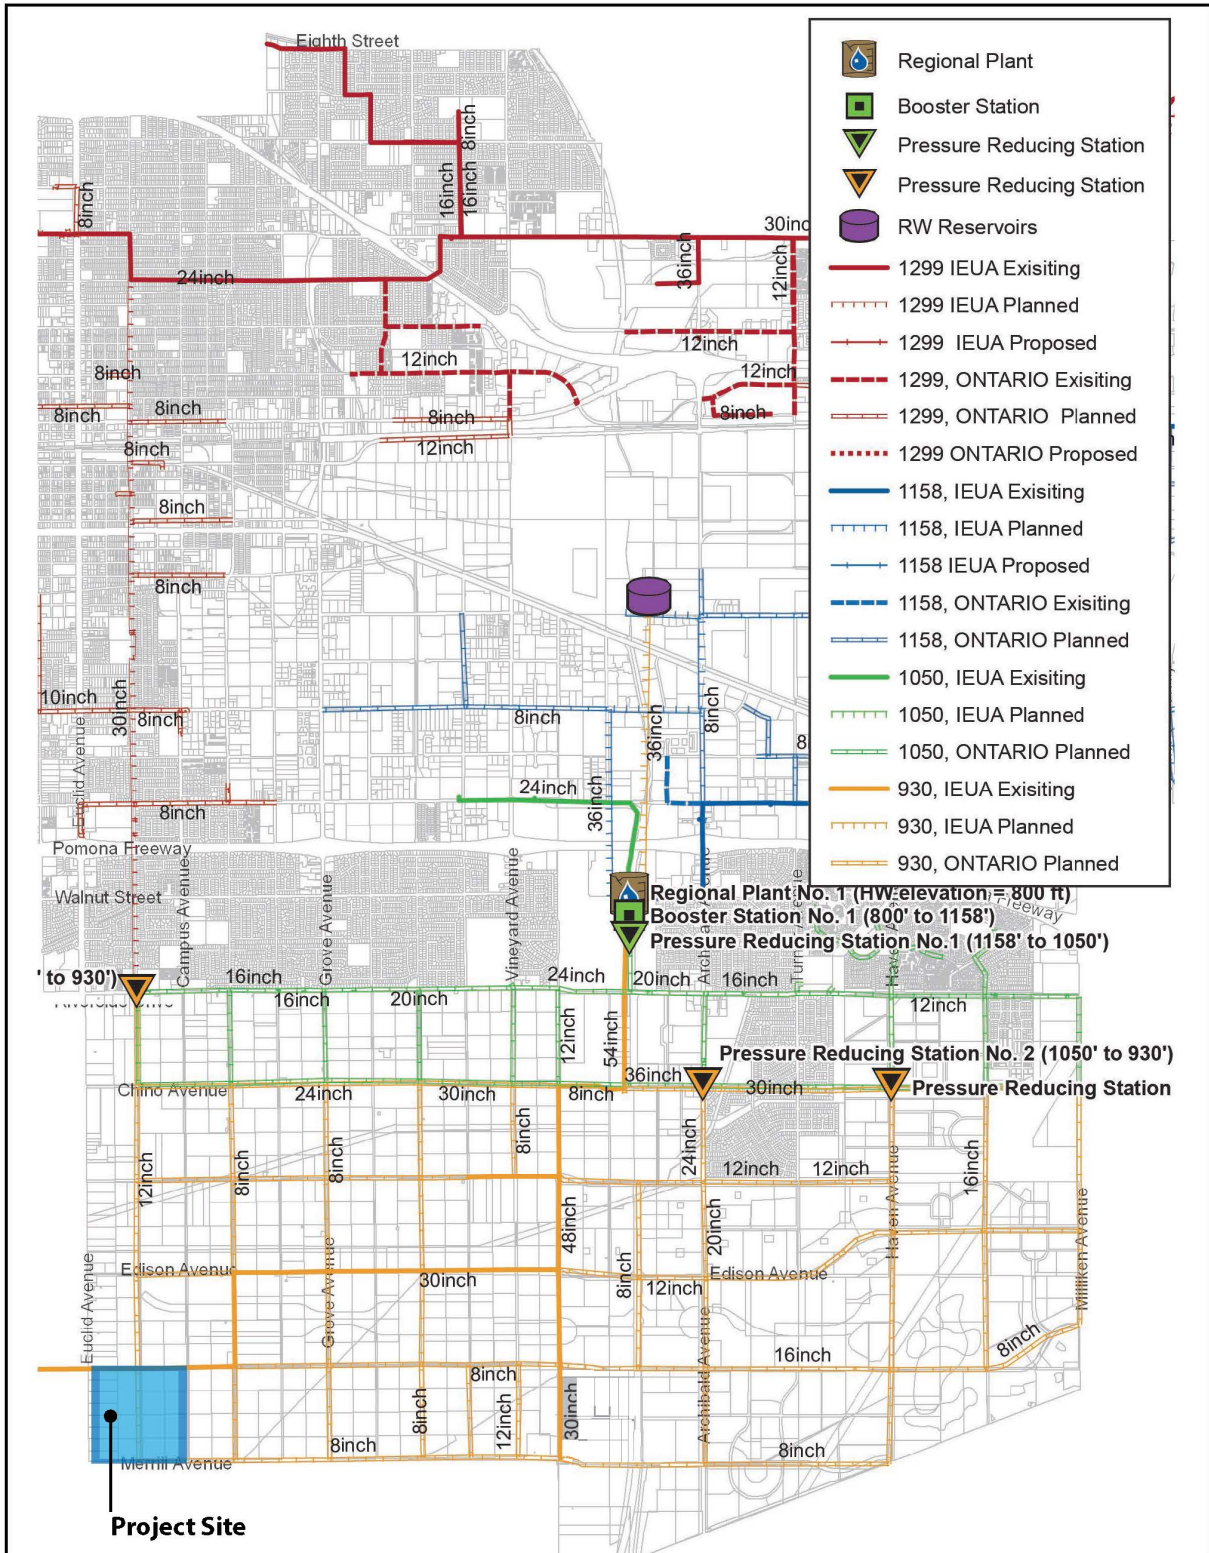 Eighth Street
8inch
16inch
16inch
8inch
30inc
24inch
36inch
12inch
12inch
12inch
12inch
8inch
8inch
8inch
8inch
8inch
12inch
8inch
8inch
8inch
10inch
30inch
8inch
8inch
8inch
36inch
8
24inch
36inch
8inch
Euclid Avenue
Pomona Freeway
Walnut Street
Campus Avenuey
Grove Avenue
Vineyard Avenue
Regional Plant
Booster Station
Pressure Reducing Station
Pressure Reducing Station
RW Reservoirs
1299 IEUA Exisiting
1299 IEUA Planned
1299  IEUA Proposed
1299, ONTARIO Exisiting
1299, ONTARIO  Planned
1299 ONTARIO Proposed
1158, IEUA Exisiting
1158, IEUA Planned
1158 IEUA Proposed
1158, ONTARIO Exisiting
1158, ONTARIO Planned
1050, IEUA Exisiting
1050, IEUA Planned
1050, ONTARIO Planned
930, IEUA Exisiting
930, IEUA Planned
930, ONTARIO Planned
Regional Plant No. 1 (HW elevation = 800 ft)
Freeway
Booster Station No. 1 (800' to 1158')
Pressure Reducing Station No.1 (1158' to 1050')
' to 930')
16inch
16inch
20inch
24inch
20inch
16inch
12inch
12inch
54inch
Pressure Reducing Station No. 2 (1050' to 930')
36inch
Pressure Reducing Station
Chino Avenue
24inch
30inch
8inch
30inch
12inch
8inch
8inch
8inch
24inch
12inch
12inch
Haven Avenue
16inch
48inch
20inch
Milliken Avenue
Euclid Avenue
Edison Avenue
Grove Avenue
30inch
8inch
12inch
Edison Avenue
Archibald Avenue
16inch
8inch
8inch
8inch
12inch
30inch
8inch
8inch
Merrill Avenue
Project Site